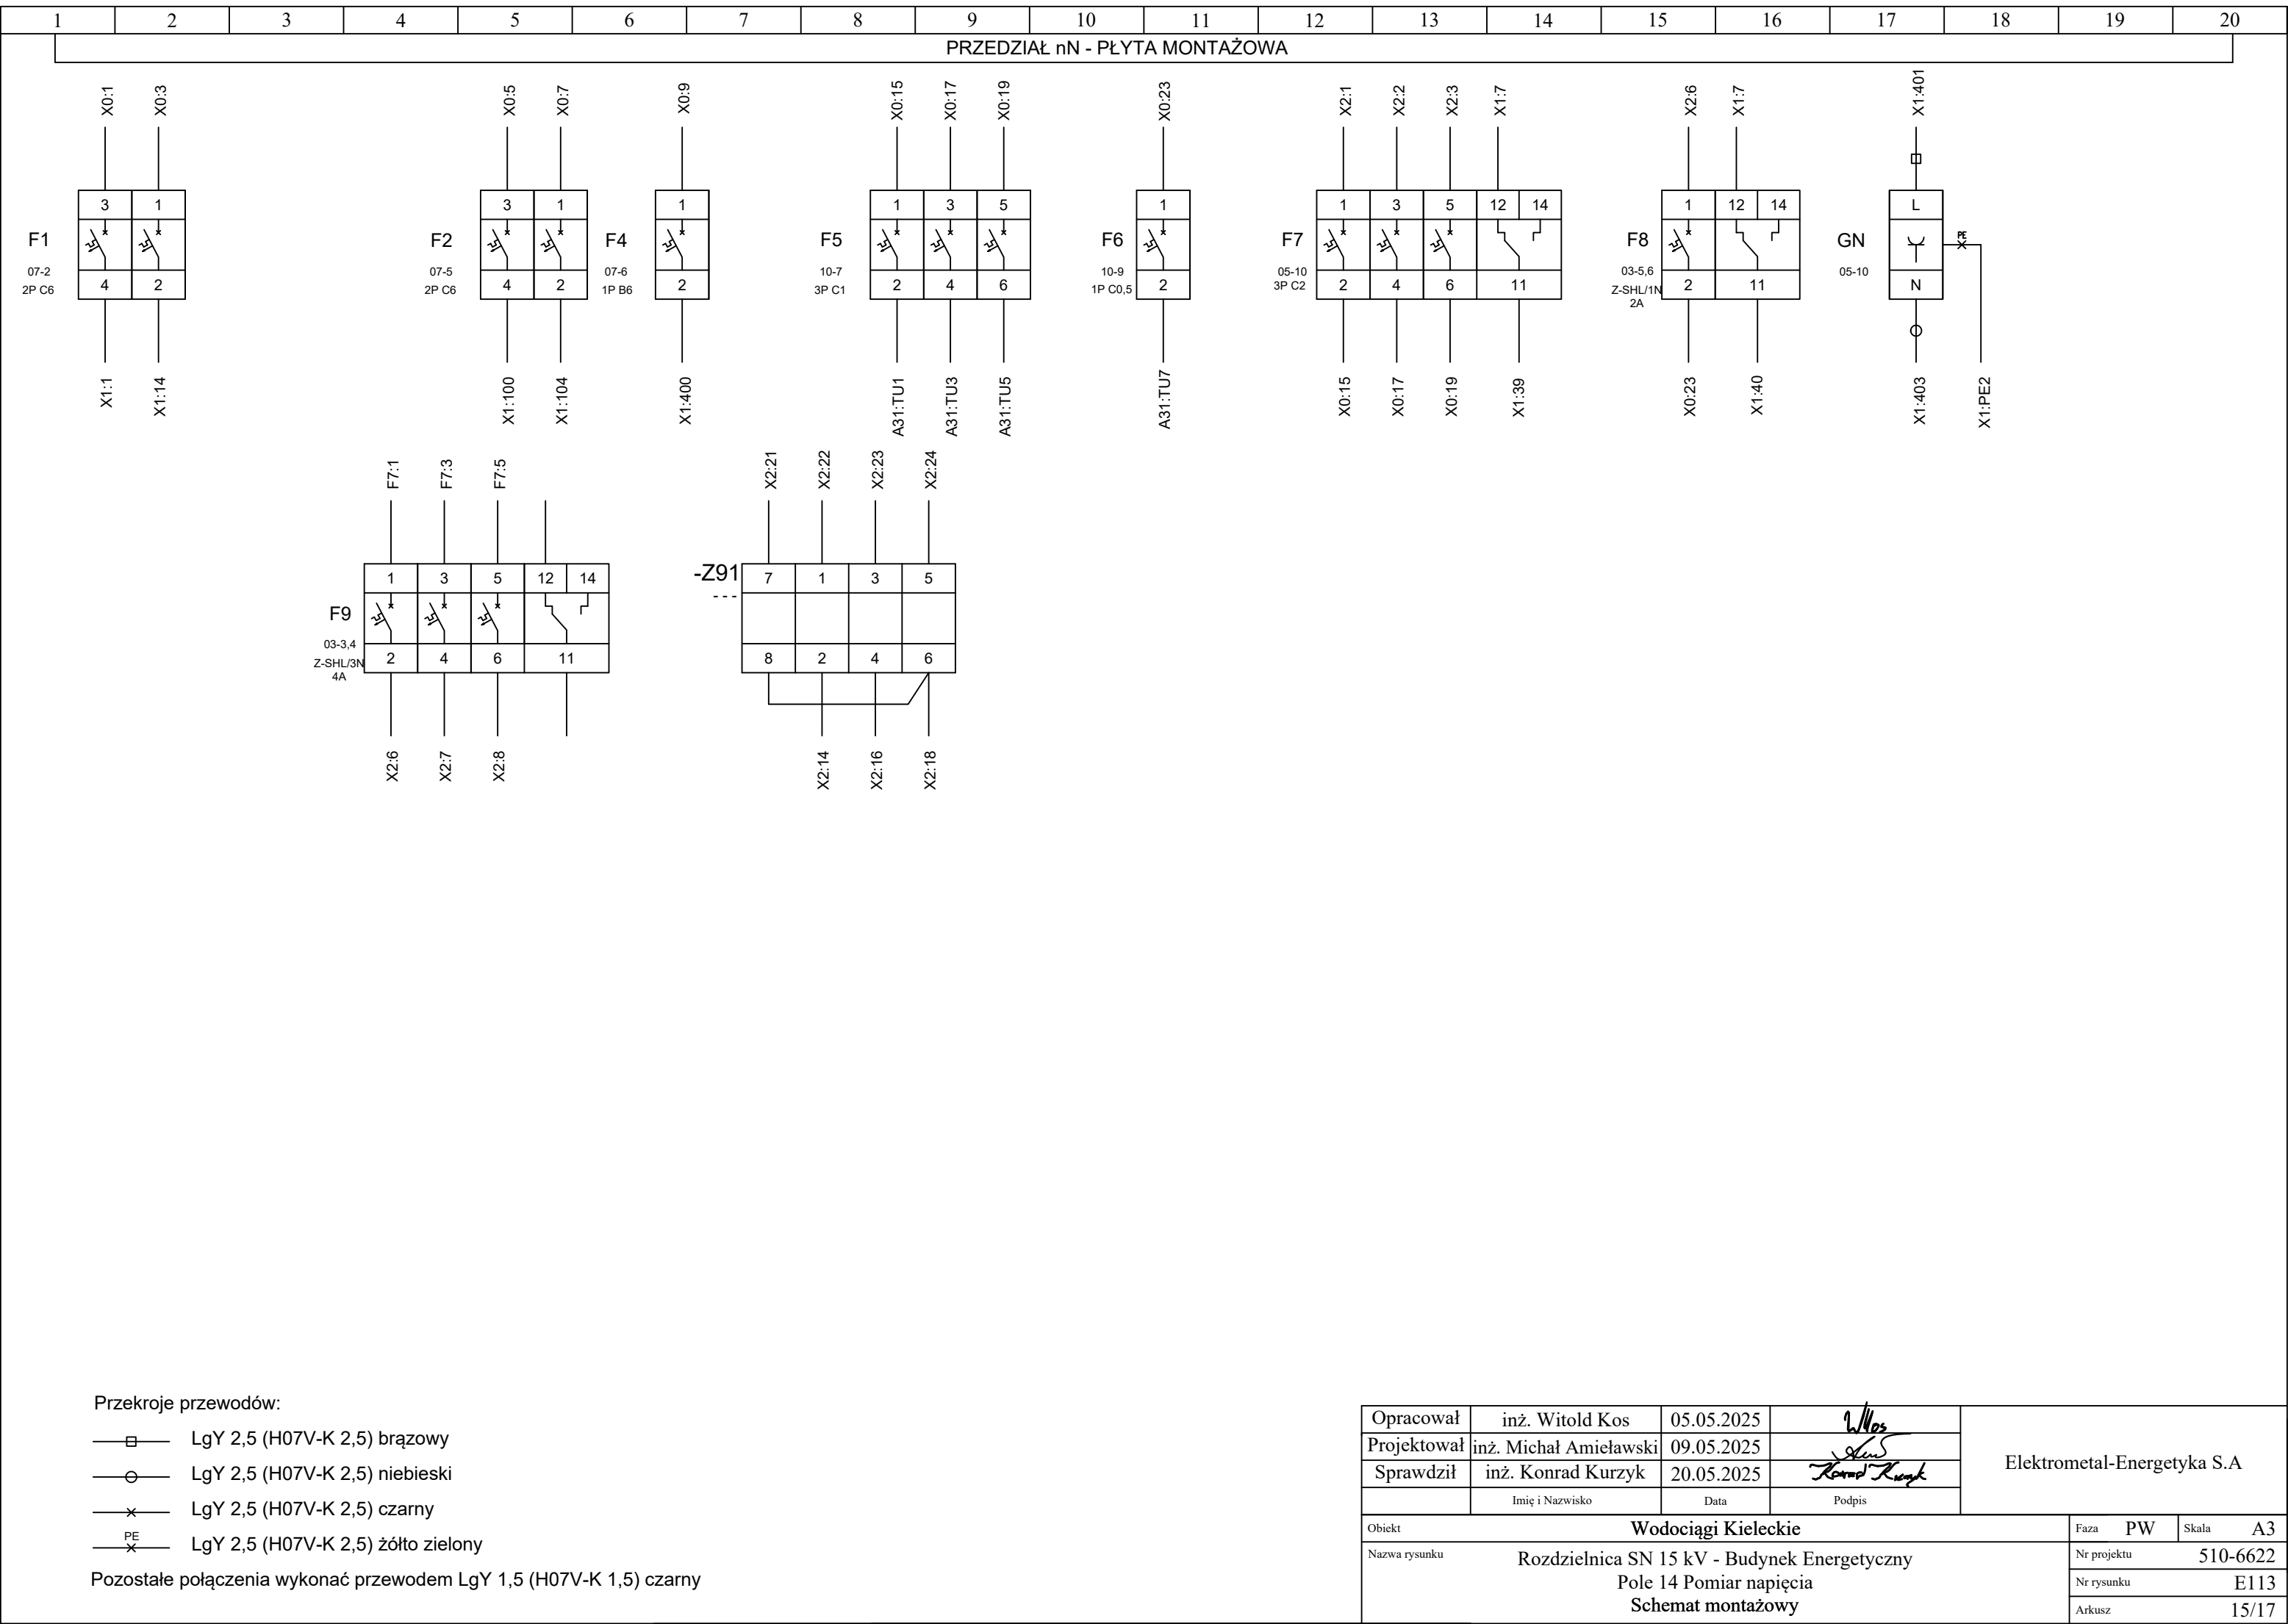 1 2 3 4 5 6 7 8 9 10 11 12 13 14 15 16 17 18 19 20
PRZEDZIAŁ nN - PŁYTA MONTAŻOWA
X0:1 X0:3 X0:5 X0:7 X0:9 X0:15 X0:17 X0:19 X0:23 X2:1 X2:2 X2:3 X1:7 X2:6 X1:7 X1:401
3 1 3 1 1 1 3 5 1 1 3 5 12 14 1 12 14 L
F1 F2 F4 F5 F6 F7 F8 GN PE
07-2 07-5 07-6 10-7 10-9 05-10 03-5,6 05-10
2P C6 2P C6 1P B6 3P C1 1P C0,5 3P C2 Z-SHL/1N
2A
4 2 4 2 2 2 4 6 2 2 4 6 11 2 11 N
X1:1 X1:14 X1:100 X1:104 X1:400 A31:TU1 A31:TU3 A31:TU5 A31:TU7 X0:15 X0:17 X0:19 X1:39 X0:23 X1:40 X1:403 X1:PE2
F7:1 F7:3 F7:5 X2:21 X2:22 X2:23 X2:24
1 3 5 12 14 -Z91 7 1 3 5
---
F9
03-3,4
Z-SHL/3N
4A
2 4 6 11 8 2 4 6
X2:6 X2:7 X2:8 X2:14 X2:16 X2:18
Przekroje przewodów:
LgY 2,5 (H07V-K 2,5) brązowy
LgY 2,5 (H07V-K 2,5) niebieski
LgY 2,5 (H07V-K 2,5) czarny
PE
LgY 2,5 (H07V-K 2,5) żółto zielony
Pozostałe połączenia wykonać przewodem LgY 1,5 (H07V-K 1,5) czarny
Opracował inż. Witold Kos 05.05.2025 WKos
Projektował inż. Michał Amieławski 09.05.2025
Sprawdził inż. Konrad Kurzyk 20.05.2025 Konrad Kurzyk
Imię i Nazwisko Data Podpis
Elektrometal-Energetyka S.A
Obiekt Wodociągi Kieleckie Faza PW Skala A3
Nazwa rysunku Rozdzielnica SN 15 kV - Budynek Energetyczny
Pole 14 Pomiar napięcia
Schemat montażowy
Nr projektu 510-6622
Nr rysunku E113
Arkusz 15/17